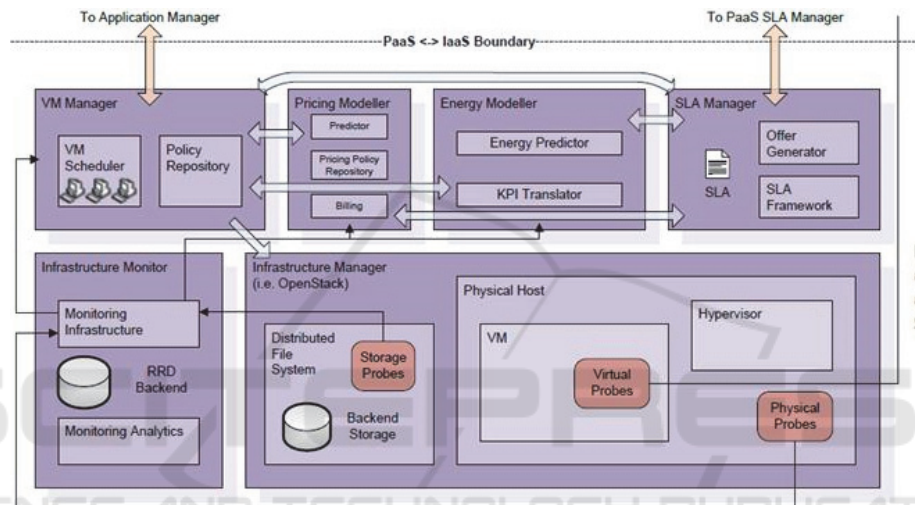 To Application Manager
To PaaS SLA Manager
PaaS <-> IaaS Boundary
VM Manager
VM
Scheduler
Policy
Repository
Pricing Modeller
Predictor
Pricing Policy
Repository
Billing
Energy Modeller
Energy Predictor
KPI Translator
SLA Manager
SLA
Offer
Generator
SLA
Framework
Infrastructure Monitor
Monitoring
Infrastructure
RRD
Backend
Monitoring Analytics
Infrastructure Manager
(i.e. OpenStack)
Distributed
File
System
Storage
Probes
Backend
Storage
Physical Host
VM
Virtual
Probes
Hypervisor
Physical
Probes